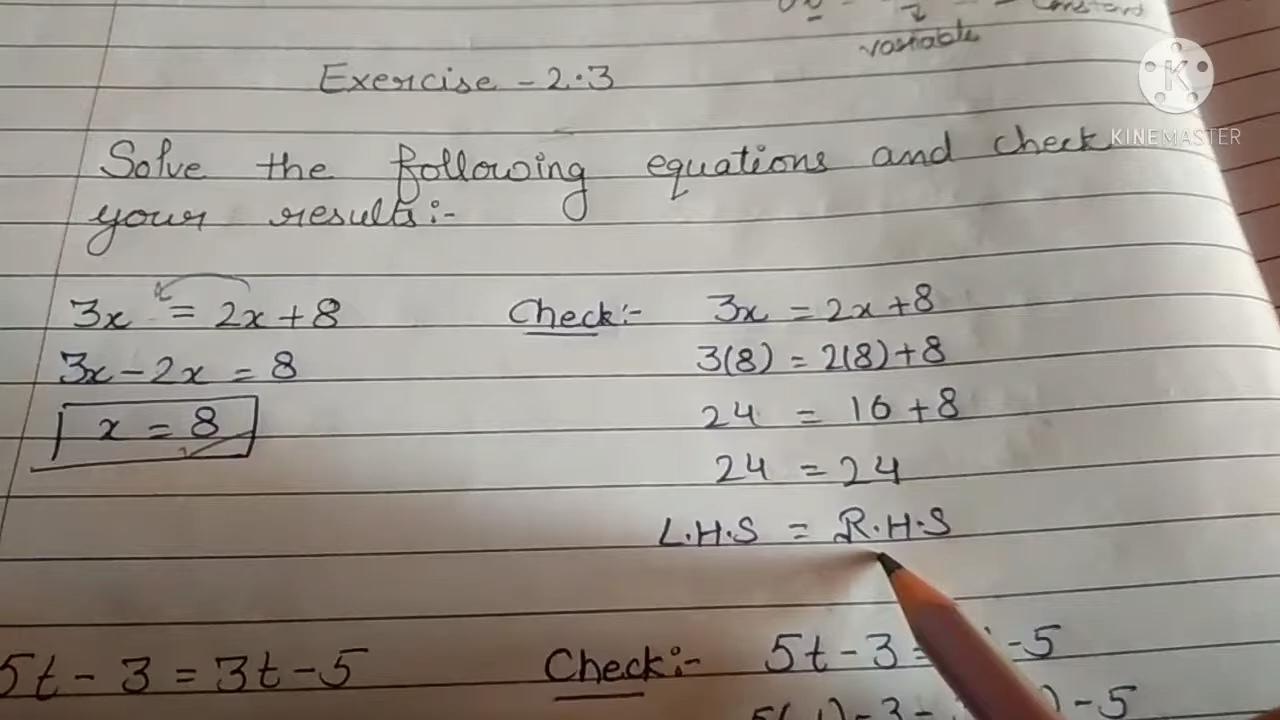 variable
KINEMASTER
Exercise - 2.3
Solve the following equations and check
your results:-
3x = 2x + 8
3x - 2x = 8
x = 8
Check:- 3x = 2x + 8
3(8) = 2(8) + 8
24 = 16 + 8
24 = 24
L.H.S = R.H.S
5t - 3 = 3t - 5
Check:- 5t - 3 = - 5